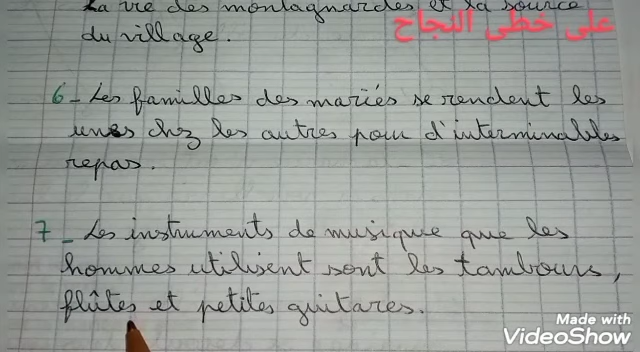 La vie des montagnardes et la source
du village.
على خطى النجاح
6- Les familles des mariés se rendent les
unes chez les autres pour d'interminables
repas.
7- Les instruments de musique que les
hommes utilisent sont les tambours,
flûtes et petites guitares.
Made with
VideoShow